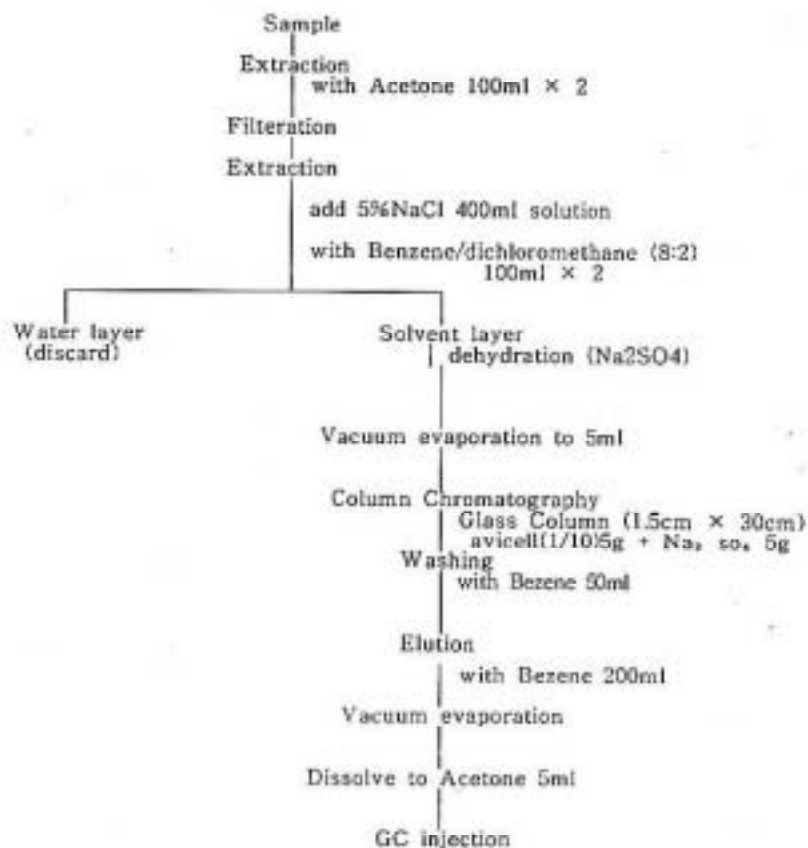 Sample
Extraction
with Acetone 100ml × 2
Filteration
Extraction
add 5%NaCl 400ml solution
with Benzene/dichloromethane (8:2)
100ml × 2
Water layer
(discard)
Solvent layer
dehydration (Na2SO4)
Vacuum evaporation to 5ml
Column Chromatography
Glass Column (1.5cm × 30cm)
avicell(1/10)5g + Na₂ so₄ 5g
Washing
with Bezene 50ml
Elution
with Bezene 200ml
Vacuum evaporation
Dissolve to Acetone 5ml
GC injection